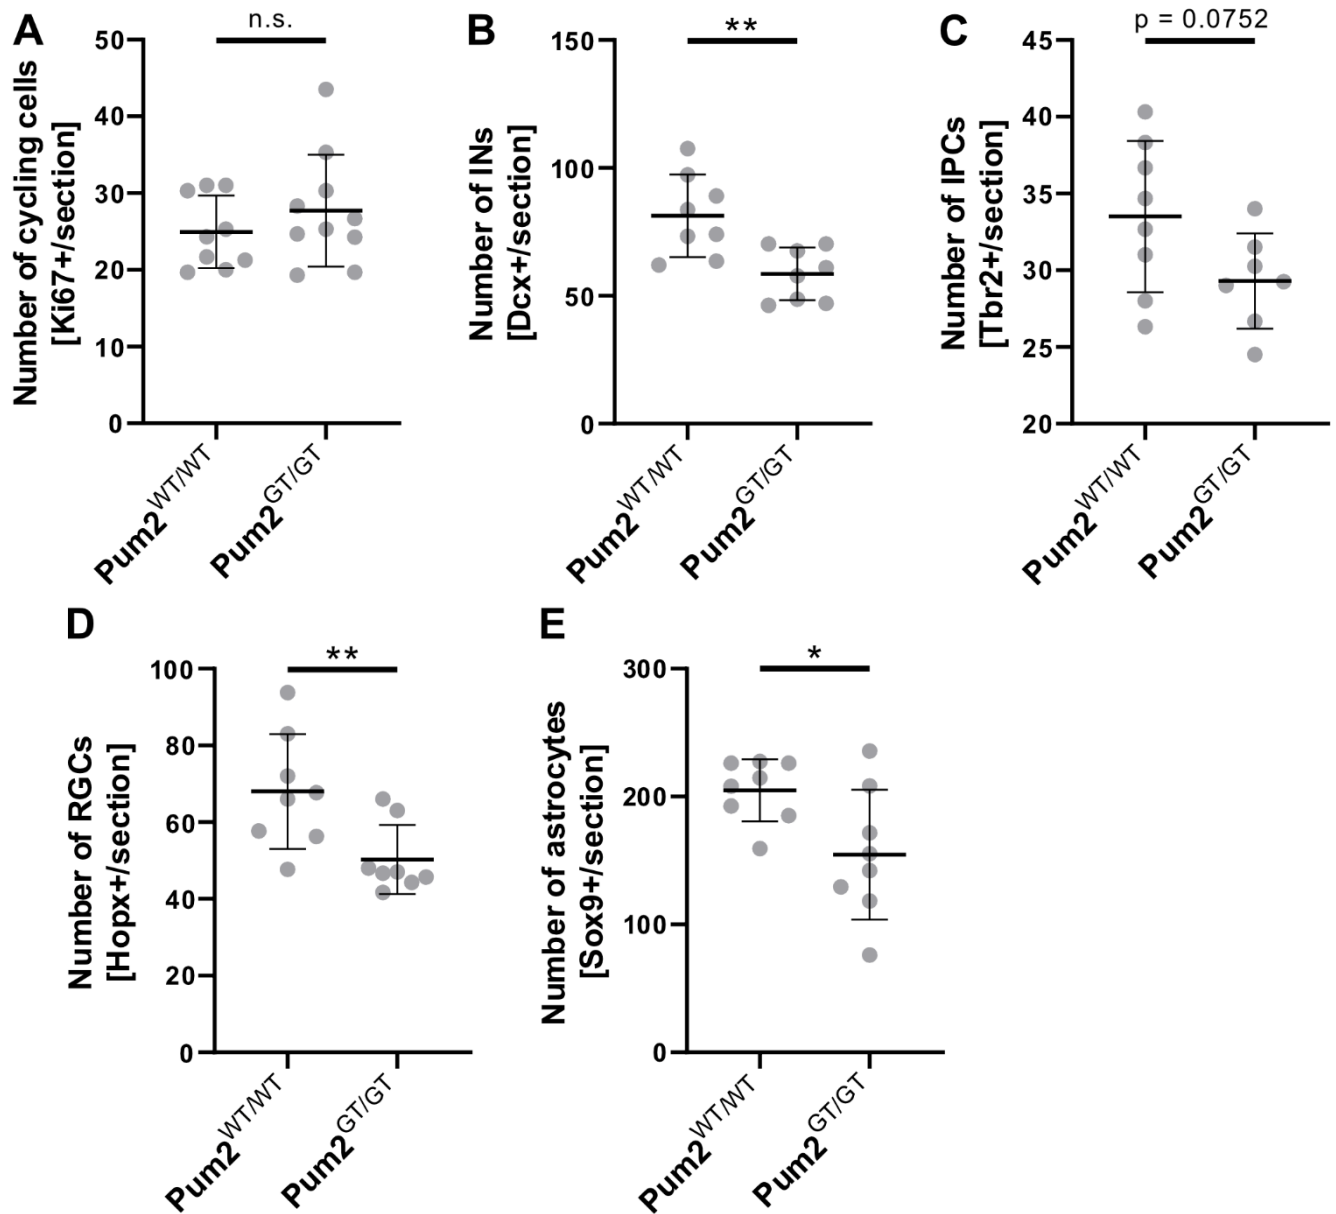 A
n.s.
Number of cycling cells
[Ki67+/section]
50
40
30
20
10
0
Pum2WT/WT
Pum2GT/GT
B
**
Number of INs
[Dcx+/section]
150
100
50
0
Pum2WT/WT
Pum2GT/GT
C
p = 0.0752
Number of IPCs
[Tbr2+/section]
45
40
35
30
25
20
Pum2WT/WT
Pum2GT/GT
D
**
Number of RGCs
[Hopx+/section]
100
80
60
40
20
0
Pum2WT/WT
Pum2GT/GT
E
*
Number of astrocytes
[Sox9+/section]
300
200
100
0
Pum2WT/WT
Pum2GT/GT